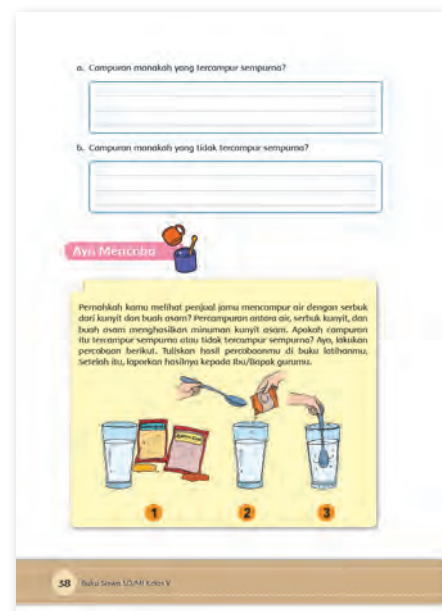 a. Campuran manakah yang tercampur sempurna?
b. Campuran manakah yang tidak tercampur sempurna?
Ayo Mencoba
Pernahkah kamu melihat penjual jamu mencampur air dengan serbuk
dari kunyit dan buah asam? Percampuran antara air, serbuk kunyit, dan
buah asam menghasilkan minuman kunyit asam. Apakah campuran
itu tercampur sempurna atau tidak tercampur sempurna? Ayo, lakukan
percobaan berikut. Tuliskan hasil percobaanmu di buku latihanmu,
setelah itu, laporkan hasilnya kepada Ibu/Bapak gurumu.
1
2
3
38 Buku Siswa SD/MI Kelas V